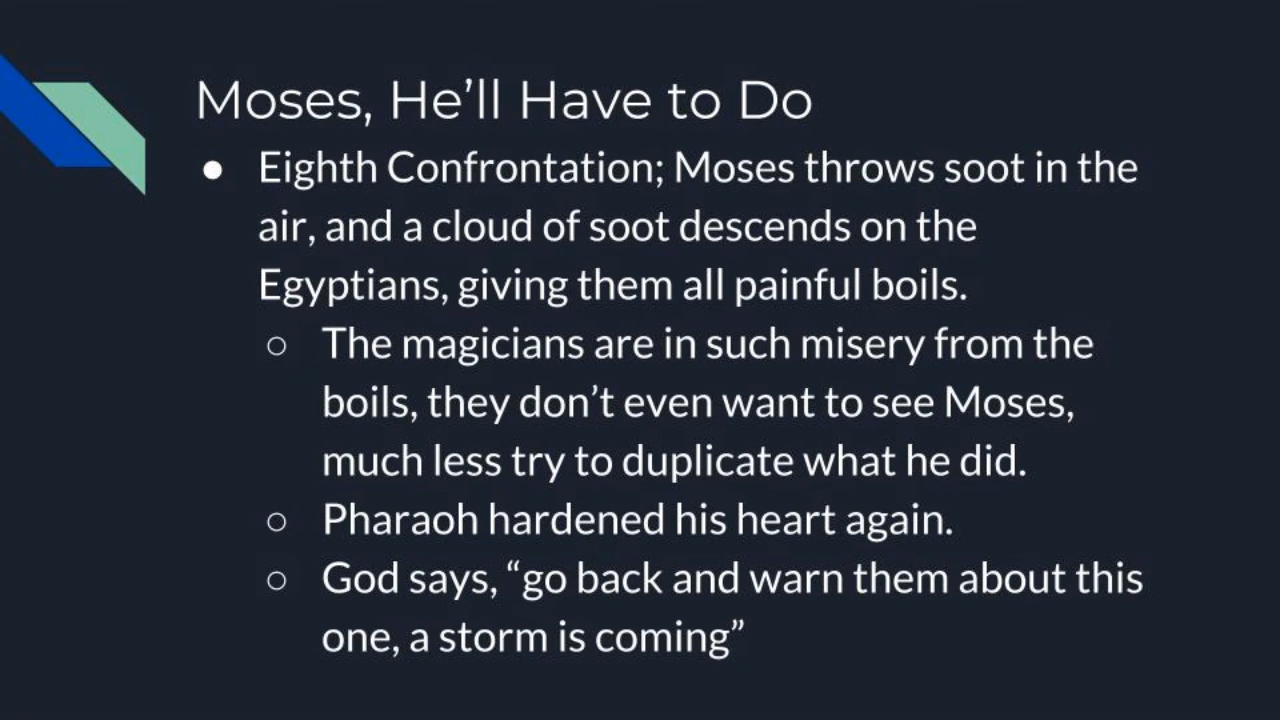 Moses, He’ll Have to Do
● Eighth Confrontation; Moses throws soot in the
air, and a cloud of soot descends on the
Egyptians, giving them all painful boils.
○ The magicians are in such misery from the
boils, they don’t even want to see Moses,
much less try to duplicate what he did.
○ Pharaoh hardened his heart again.
○ God says, “go back and warn them about this
one, a storm is coming”